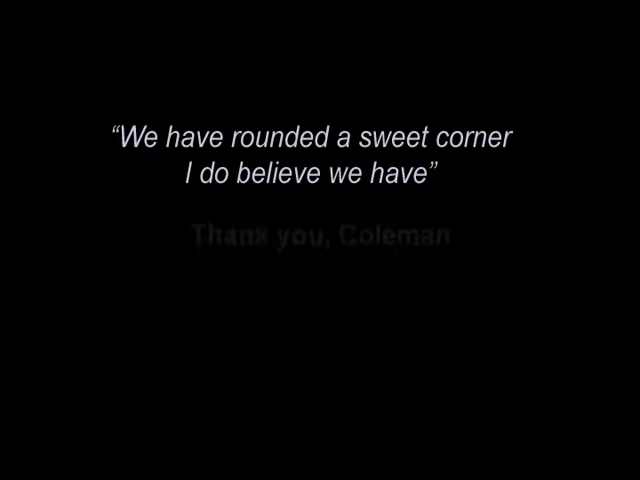 “We have rounded a sweet corner
I do believe we have”
Thank you, Coleman